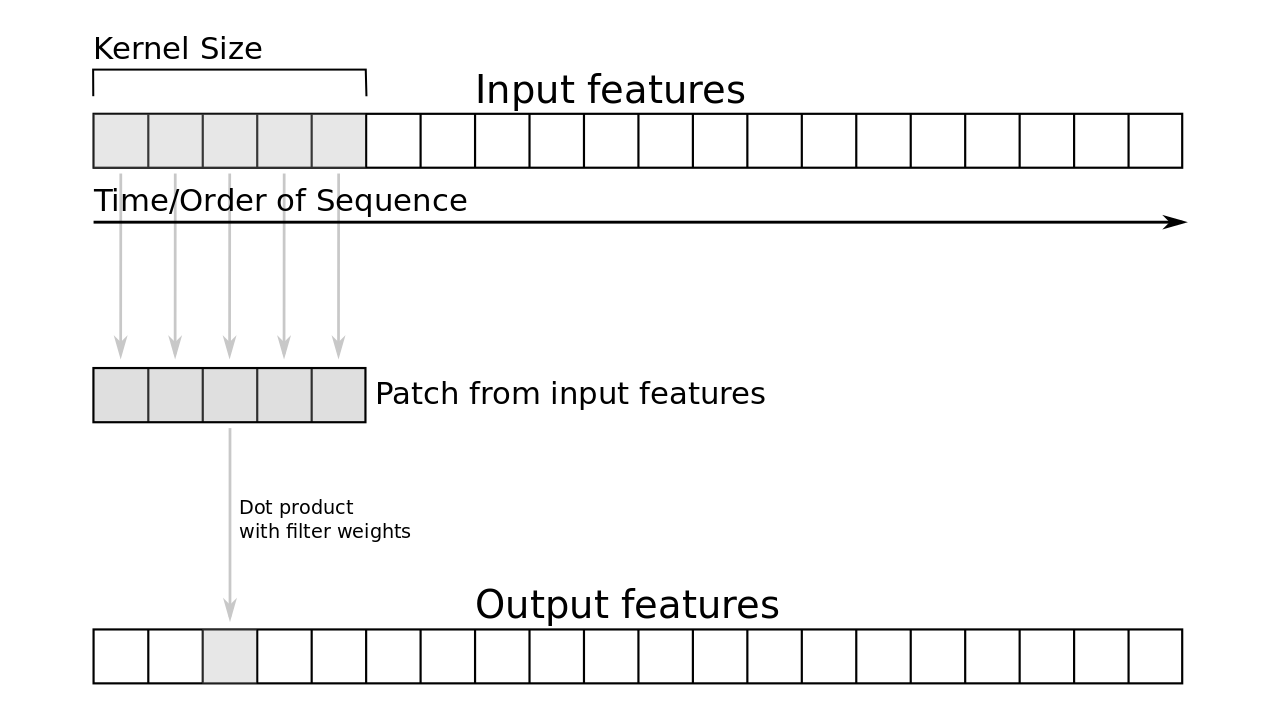 Kernel Size
Input features
Time/Order of Sequence
Patch from input features
Dot product
with filter weights
Output features